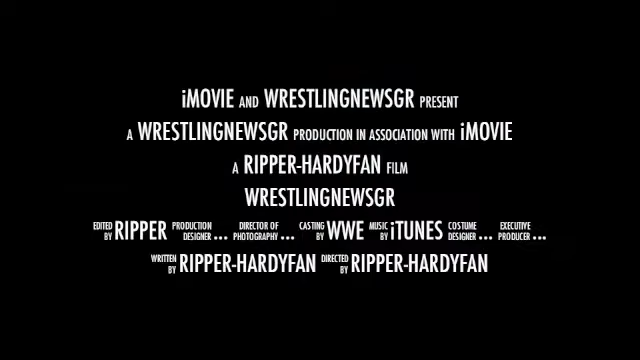 iMOVIE AND WRESTLINGNEWSGR PRESENT
A WRESTLINGNEWSGR PRODUCTION IN ASSOCIATION WITH iMOVIE
A RIPPER-HARDYFAN FILM
WRESTLINGNEWSGR
EDITED BY RIPPER PRODUCTION DESIGNER ... DIRECTOR OF PHOTOGRAPHY ... CASTING BY WWE MUSIC BY iTUNES COSTUME DESIGNER ... EXECUTIVE PRODUCER ...
WRITTEN BY RIPPER-HARDYFAN DIRECTED BY RIPPER-HARDYFAN